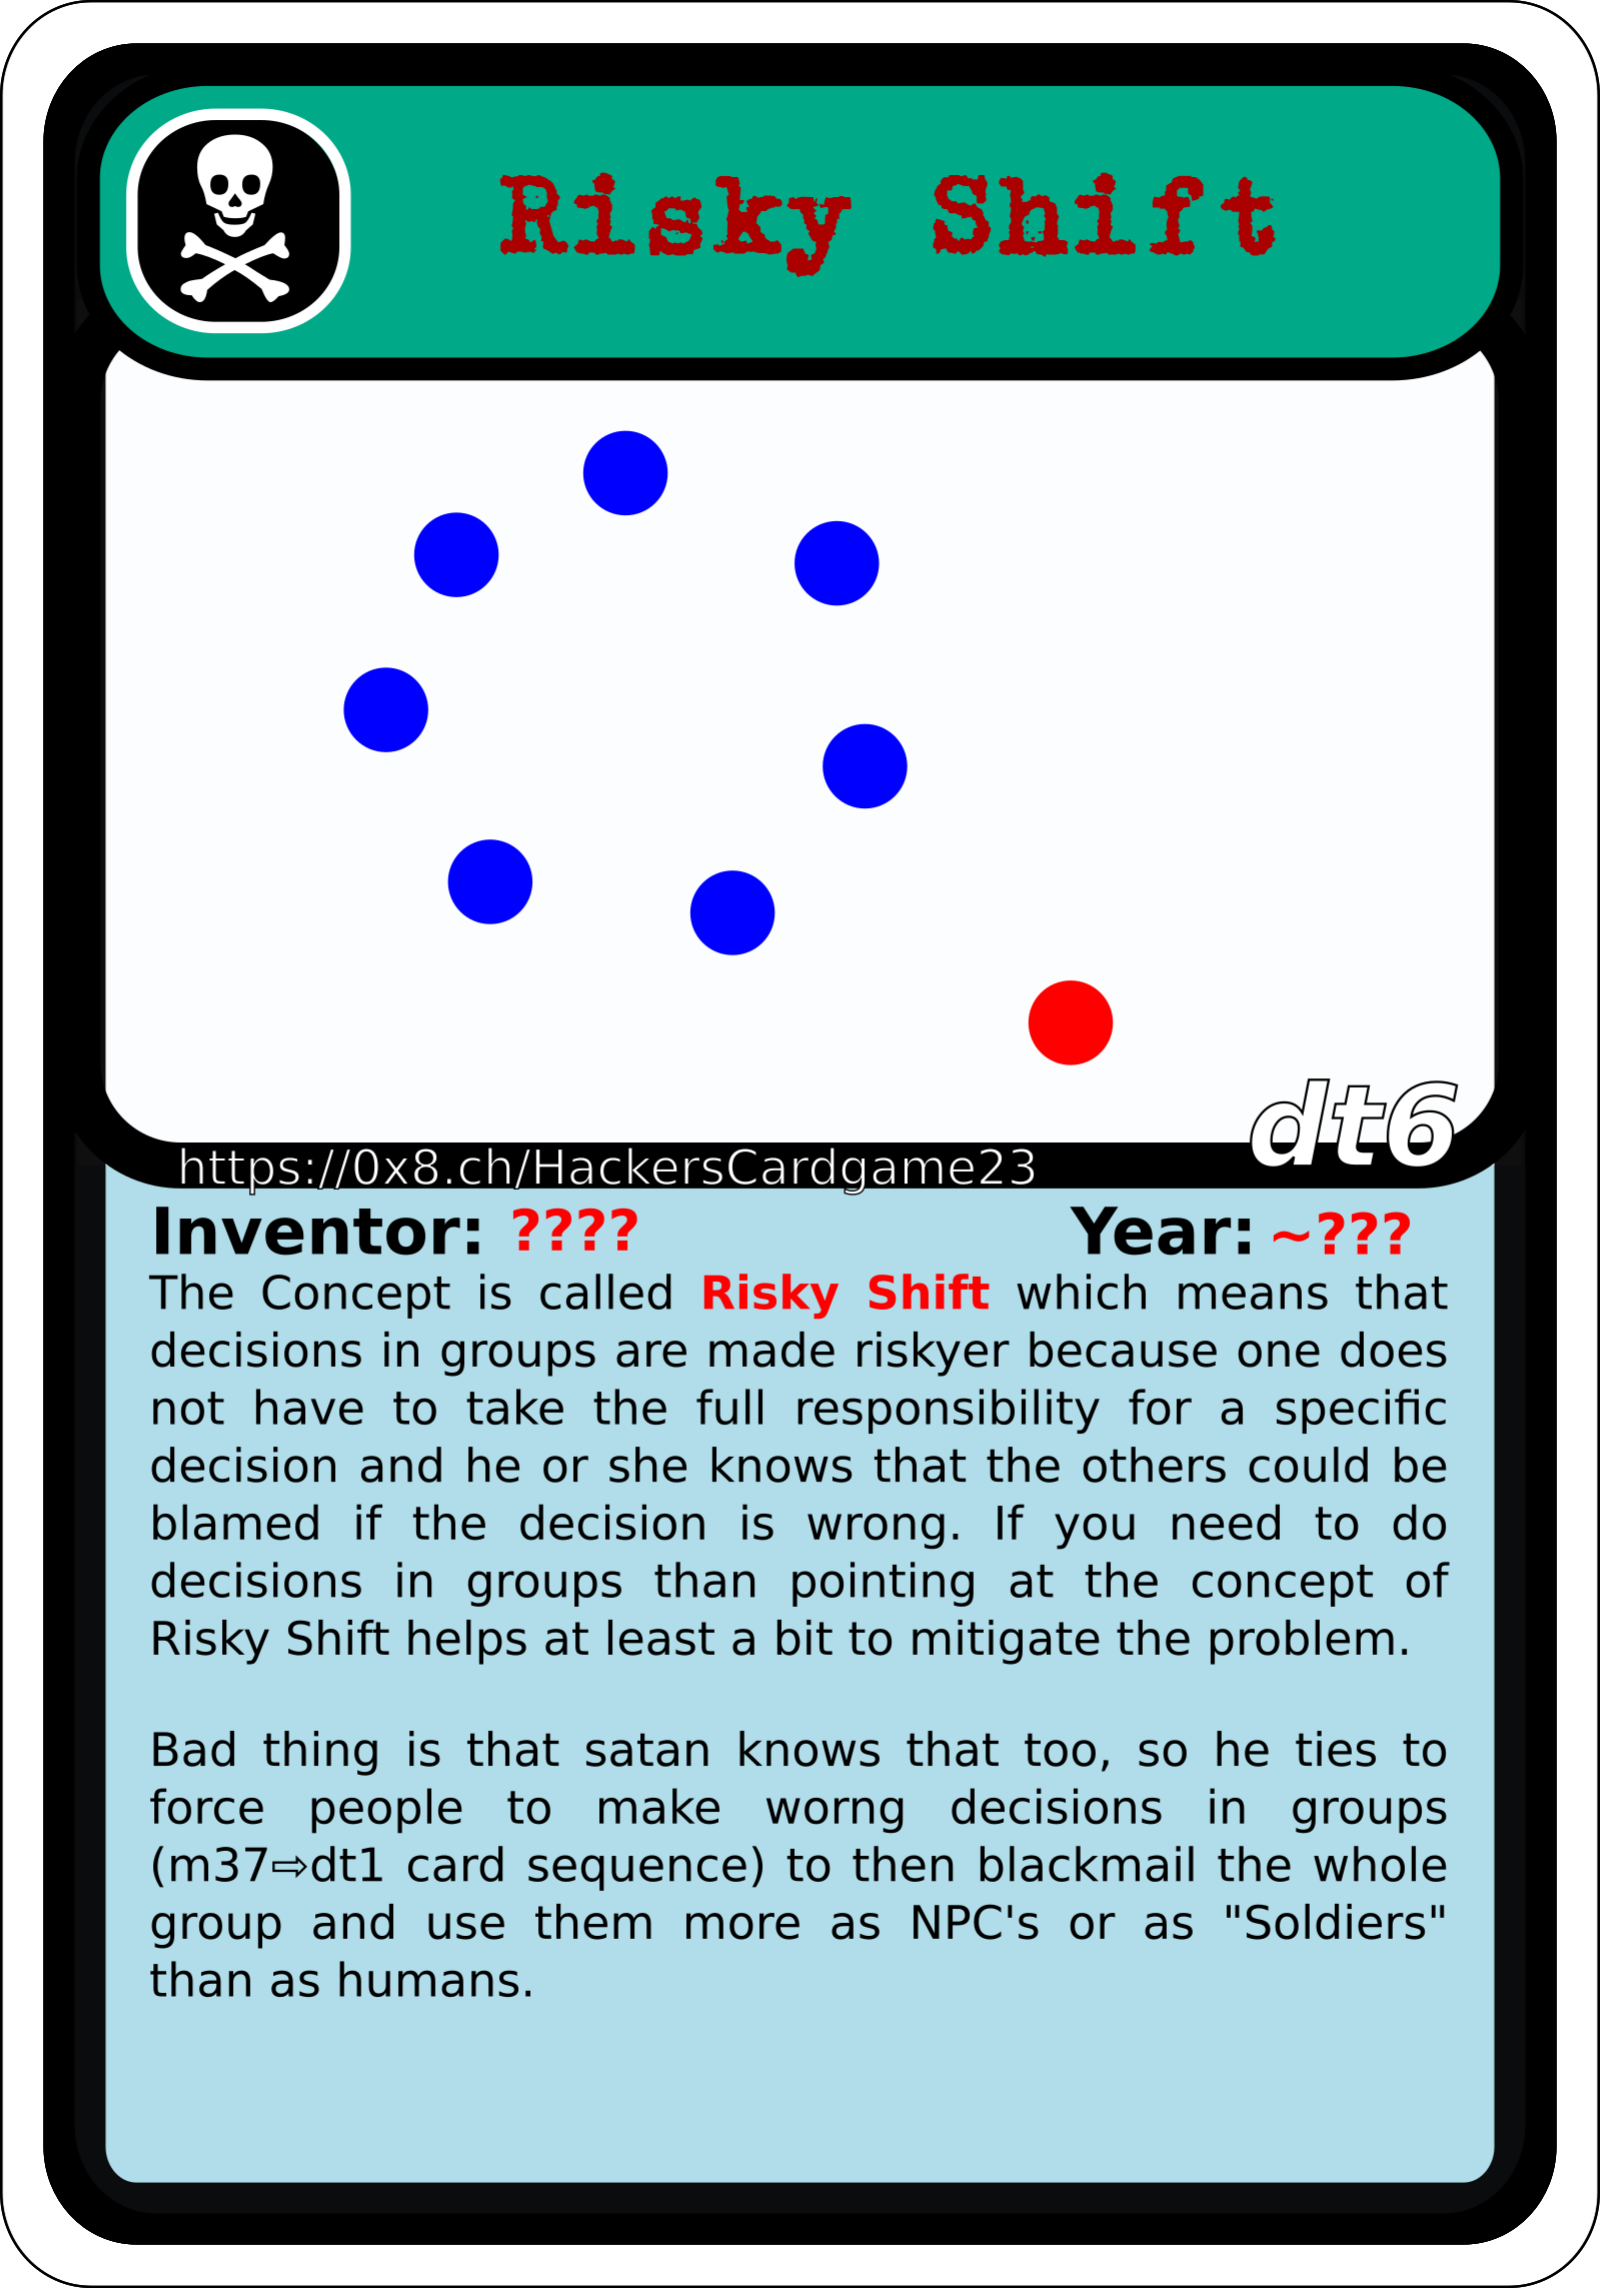 Risky Shift
dt6
https://0x8.ch/HackersCardgame23
Inventor: ???? Year: ~???
The Concept is called Risky Shift which means that
decisions in groups are made riskyer because one does
not have to take the full responsibility for a specific
decision and he or she knows that the others could be
blamed if the decision is wrong. If you need to do
decisions in groups than pointing at the concept of
Risky Shift helps at least a bit to mitigate the problem.
Bad thing is that satan knows that too, so he ties to
force people to make worng decisions in groups
(m37⇨dt1 card sequence) to then blackmail the whole
group and use them more as NPC's or as "Soldiers"
than as humans.